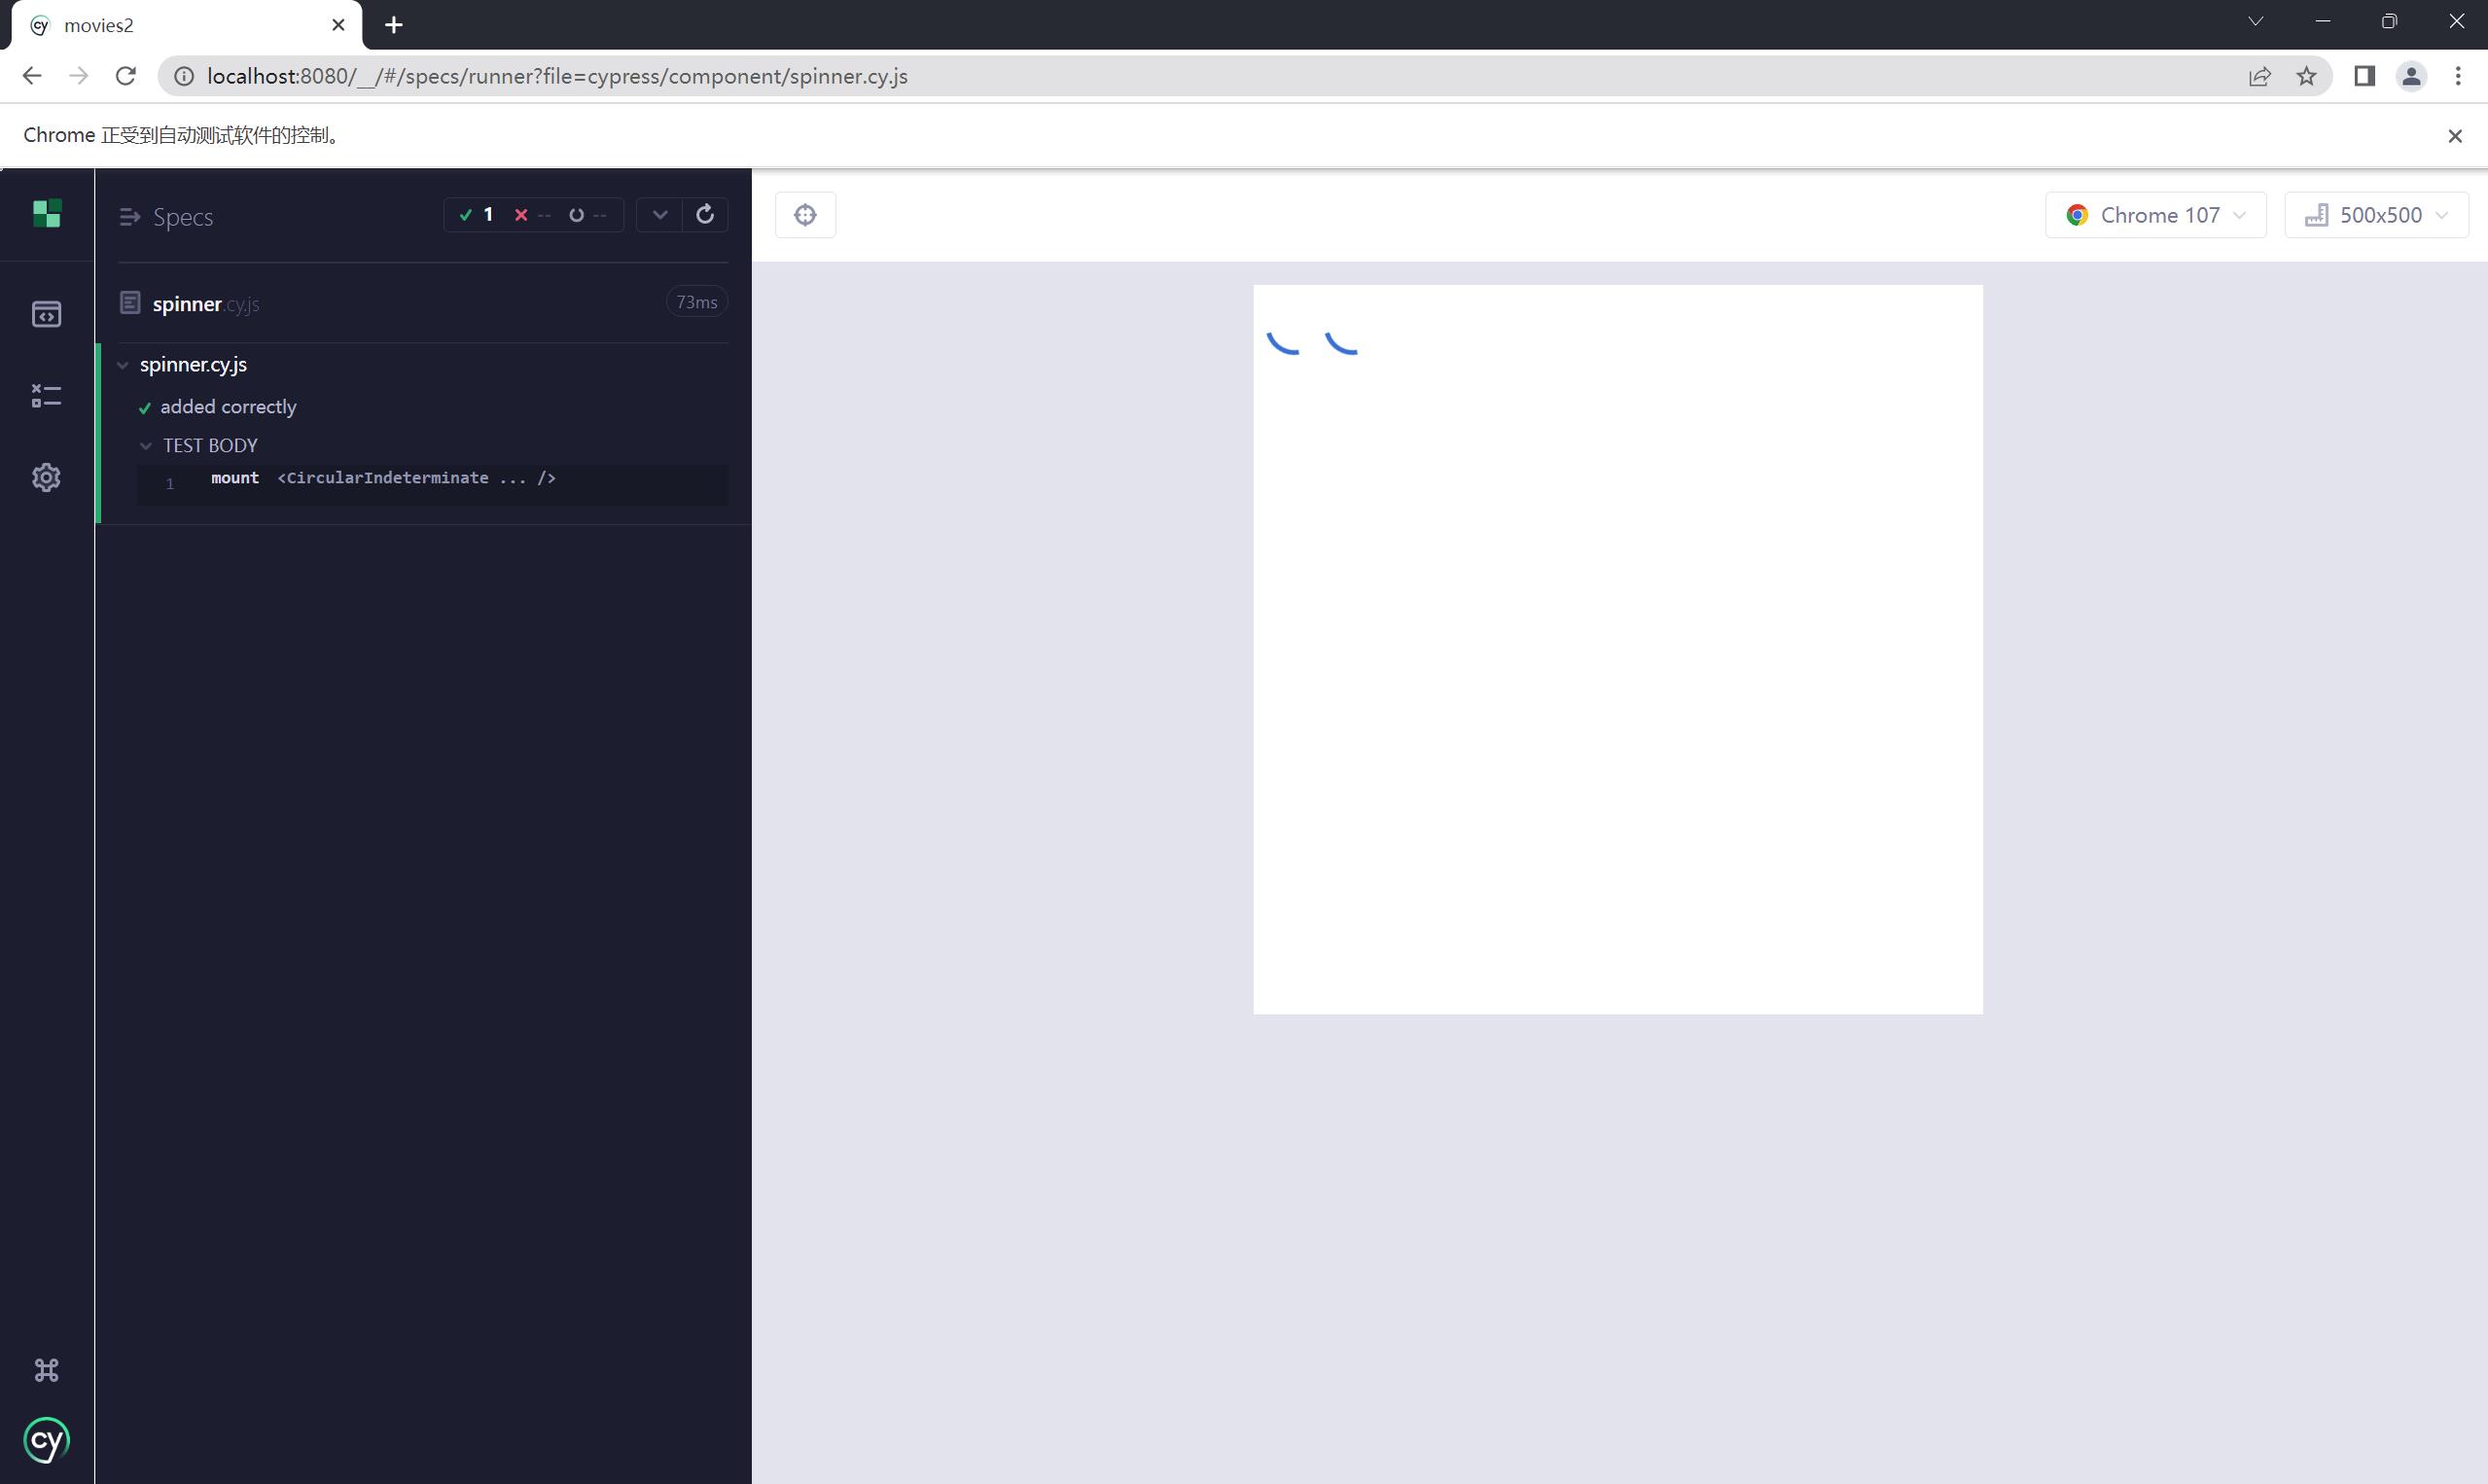 movies2
localhost:8080/__/#/specs/runner?file=cypress/component/spinner.cy.js
Chrome 正受到自动测试软件的控制。
Specs
1 -- --
Chrome 107
500x500
spinner.cy.js
73ms
spinner.cy.js
added correctly
TEST BODY
1 mount <CircularIndeterminate ... />
cy